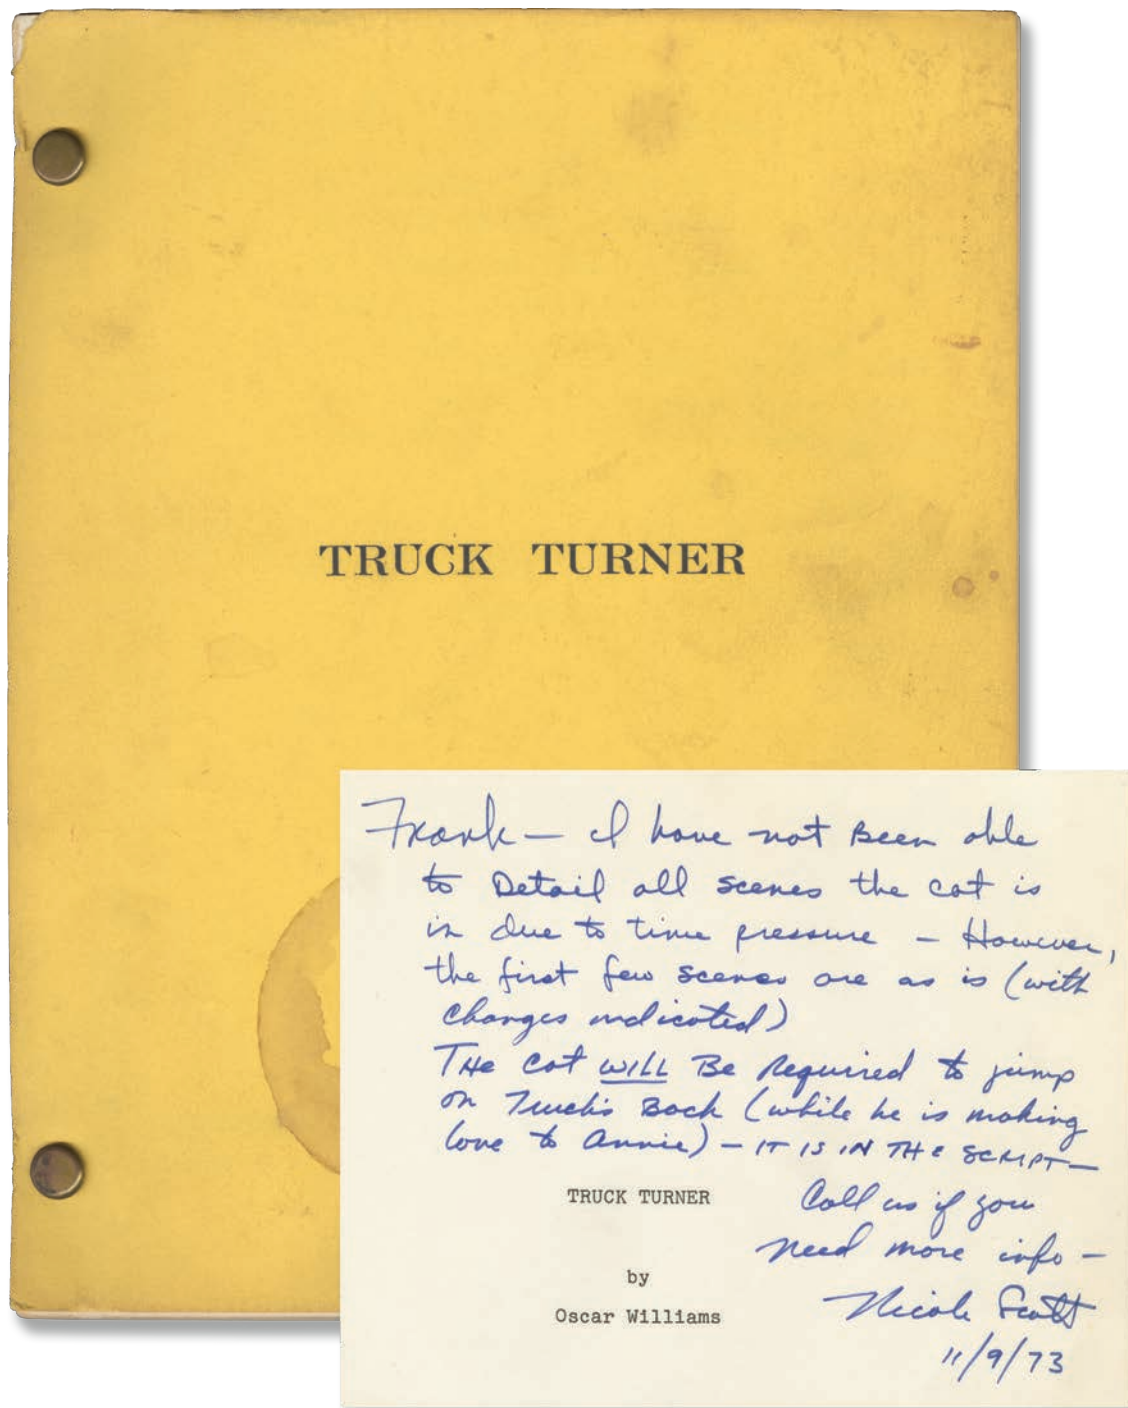 TRUCK TURNER
Frank — I have not Been able
to Detail all scenes the cat is
in due to time pressure — However,
the first few scenes are as is (with
changes indicated)
THe cat WILL Be Required to jump
on Truck's Back (while he is making
love to Annie) — IT IS IN THE SCRIPT —
TRUCK TURNER
Call us if you
need more info —
by
Nicole Scott
Oscar Williams
11/9/73